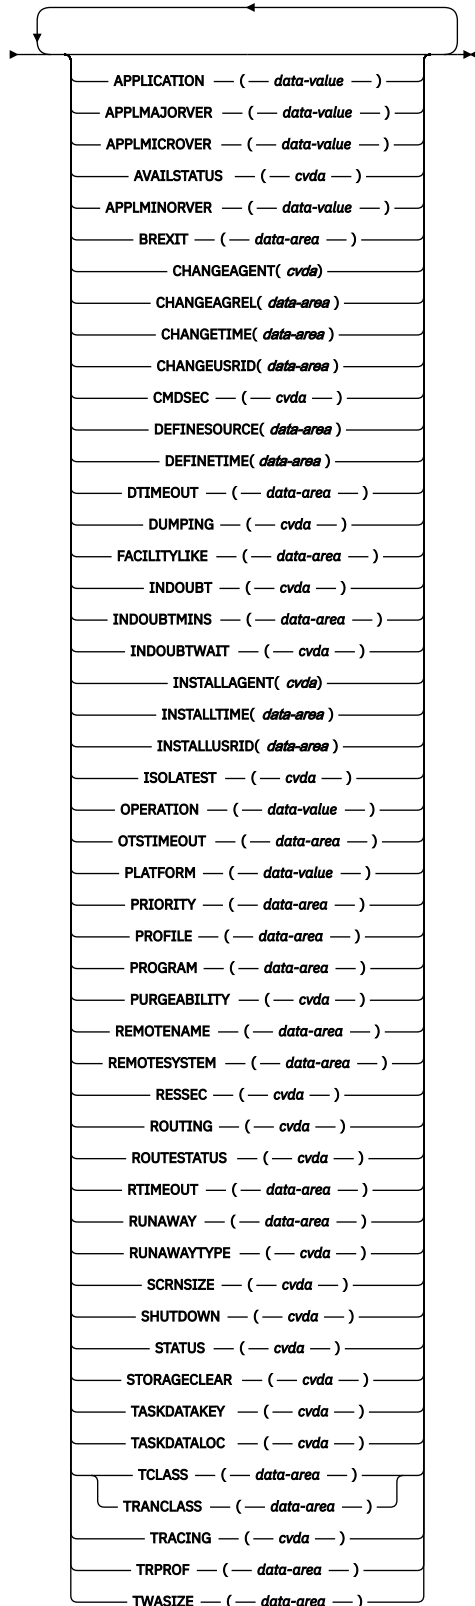 APPLICATION ( data-value )
APPLMAJORVER ( data-value )
APPLMICROVER ( data-value )
AVAILSTATUS ( cvda )
APPLMINORVER ( data-value )
BREXIT ( data-area )
CHANGEAGENT( cvda)
CHANGEAGREL( data-area )
CHANGETIME( data-area )
CHANGEUSRID( data-area )
CMDSEC ( cvda )
DEFINESOURCE( data-area )
DEFINETIME( data-area )
DTIMEOUT ( data-area )
DUMPING ( cvda )
FACILITYLIKE ( data-area )
INDOUBT ( cvda )
INDOUBTMINS ( data-area )
INDOUBTWAIT ( cvda )
INSTALLAGENT( cvda)
INSTALLTIME( data-area )
INSTALLUSRID( data-area )
ISOLATEST ( cvda )
OPERATION ( data-value )
OTSTIMEOUT ( data-area )
PLATFORM ( data-value )
PRIORITY ( data-area )
PROFILE ( data-area )
PROGRAM ( data-area )
PURGEABILITY ( cvda )
REMOTENAME ( data-area )
REMOTESYSTEM ( data-area )
RESSEC ( cvda )
ROUTING ( cvda )
ROUTESTATUS ( cvda )
RTIMEOUT ( data-area )
RUNAWAY ( data-area )
RUNAWAYTYPE ( cvda )
SCRNSIZE ( cvda )
SHUTDOWN ( cvda )
STATUS ( cvda )
STORAGECLEAR ( cvda )
TASKDATAKEY ( cvda )
TASKDATALOC ( cvda )
TCLASS ( data-area )
TRANCLASS ( data-area )
TRACING ( cvda )
TRPROF ( data-area )
TWASIZE ( data-area )